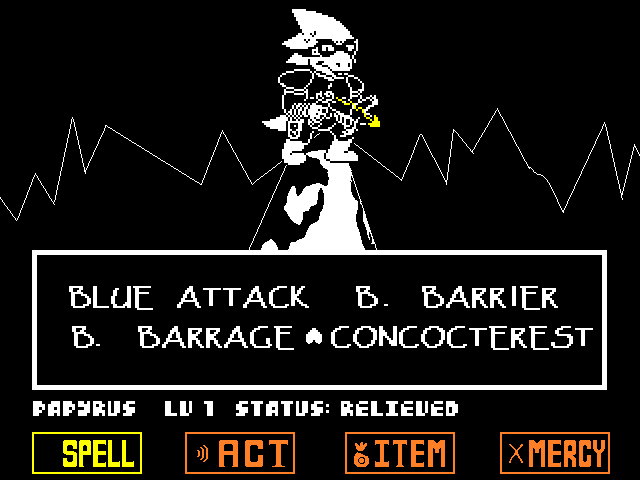 BLUE ATTACK B. BARRIER
B. BARRAGE CONCOCTEREST
PAPYRUS LV 1 STATUS: RELIEVED
SPELL ACT ITEM MERCY